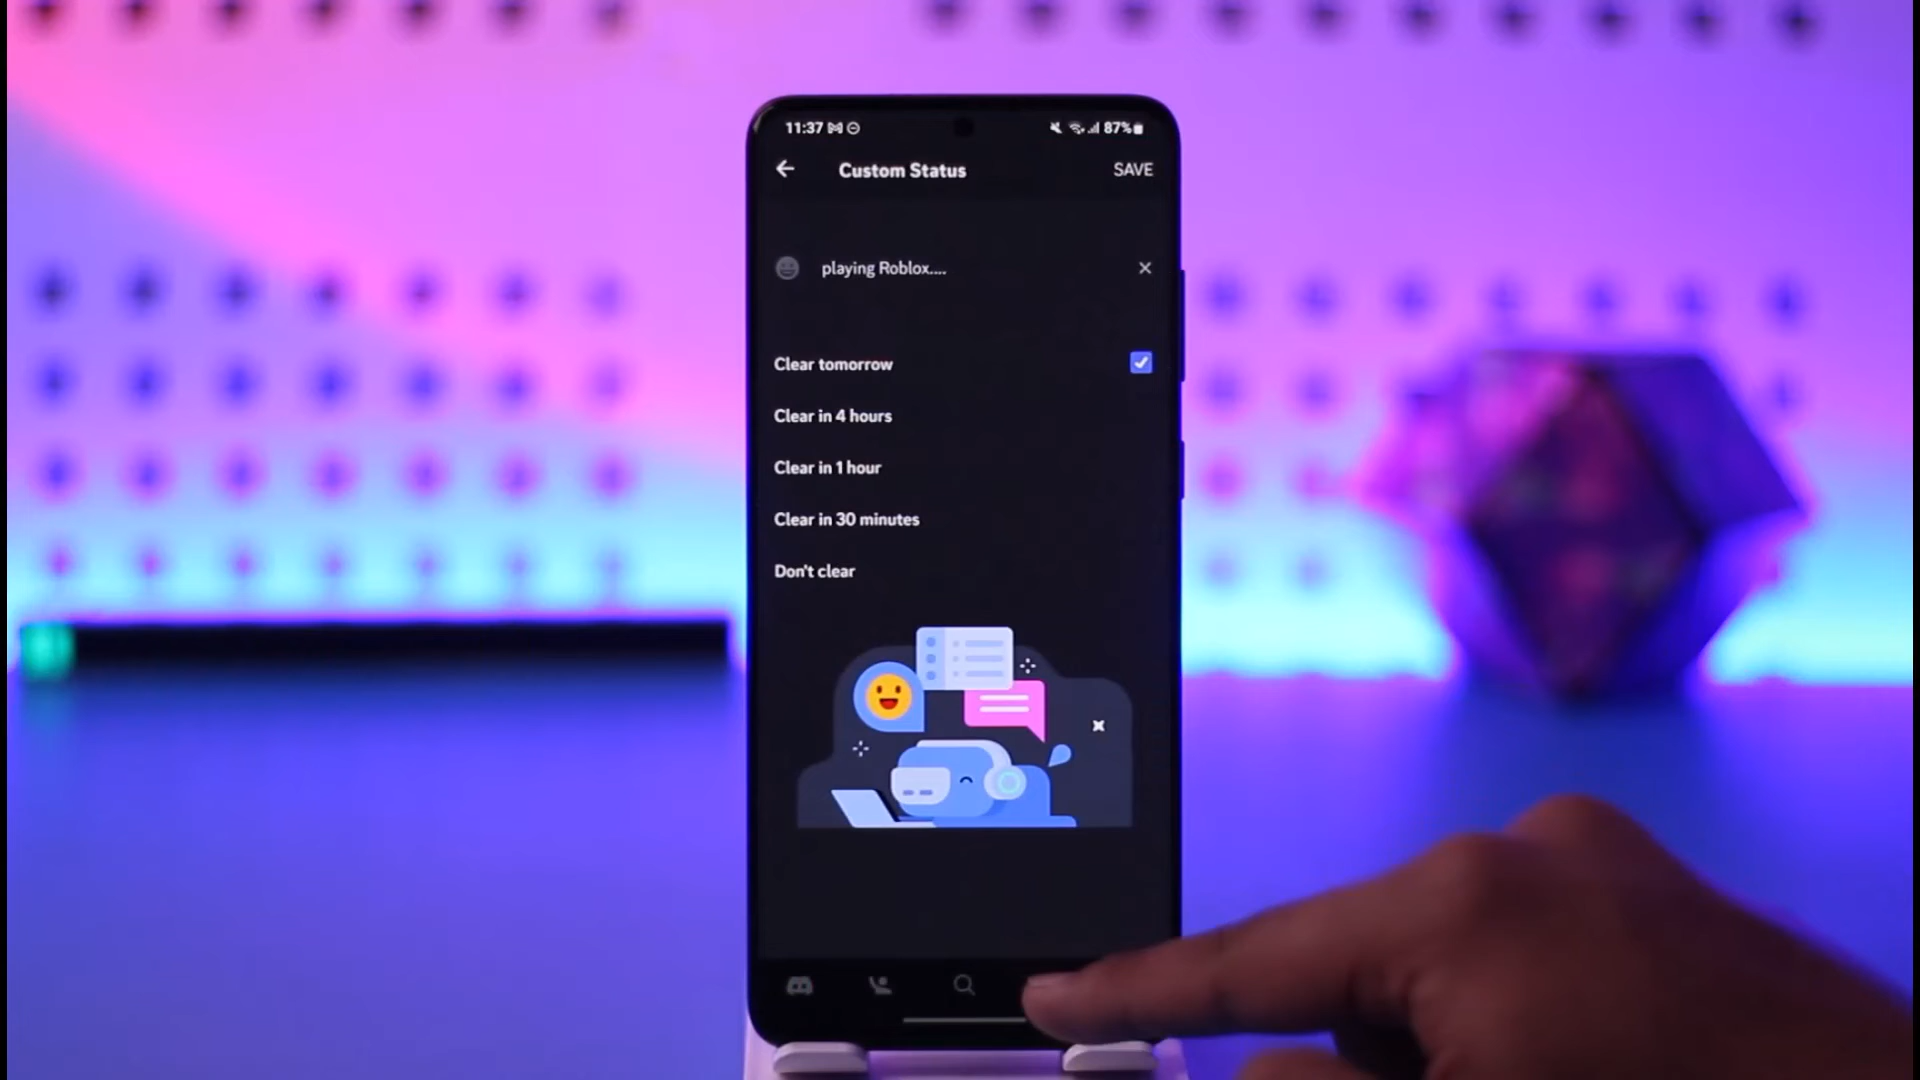 11:37 87%
Custom Status SAVE
playing Roblox....
Clear tomorrow
Clear in 4 hours
Clear in 1 hour
Clear in 30 minutes
Don't clear